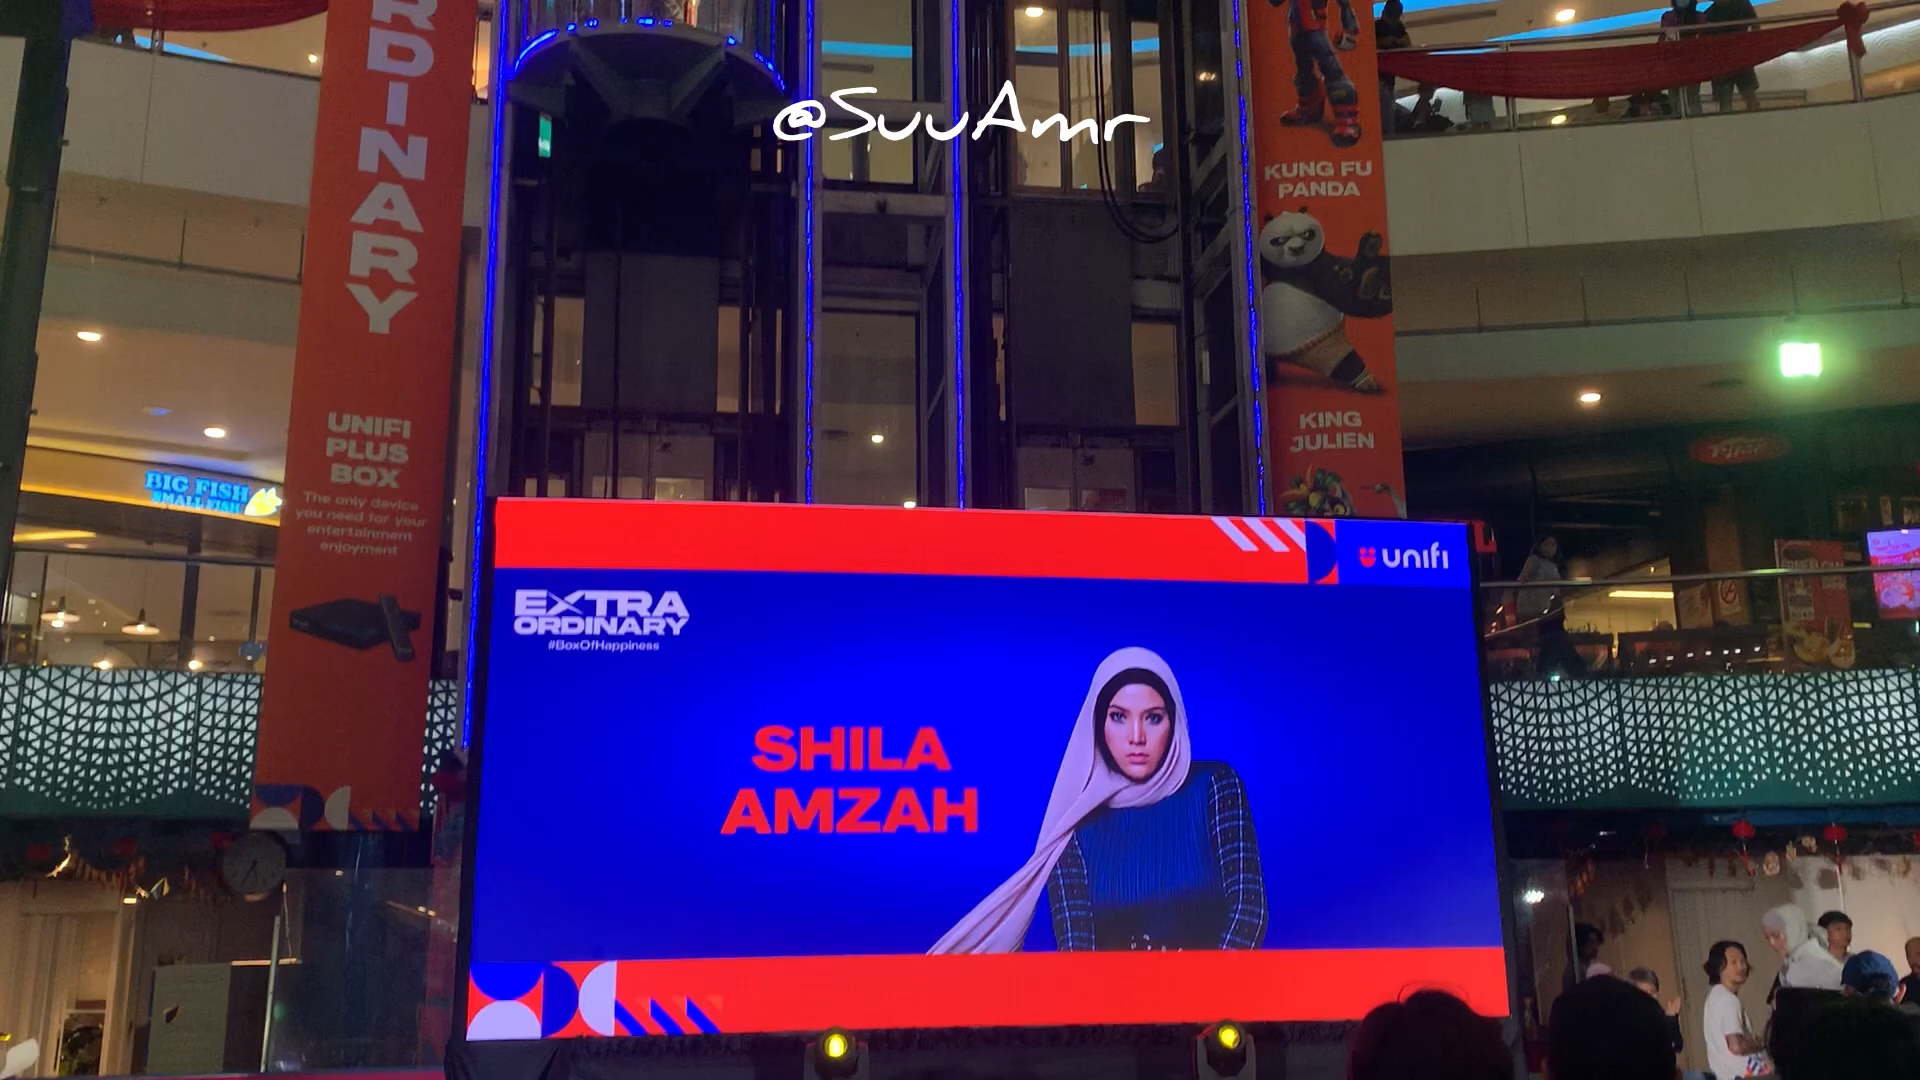 RDINARY
@SuuAmr
KUNG FU
PANDA
KING
JULIEN
UNIFI
PLUS
BOX
The only device
you need for your
entertainment
enjoyment
BIG FISH
SMALL FISH
unifi
EXTRA
ORDINARY
#BoxOfHappiness
SHILA
AMZAH